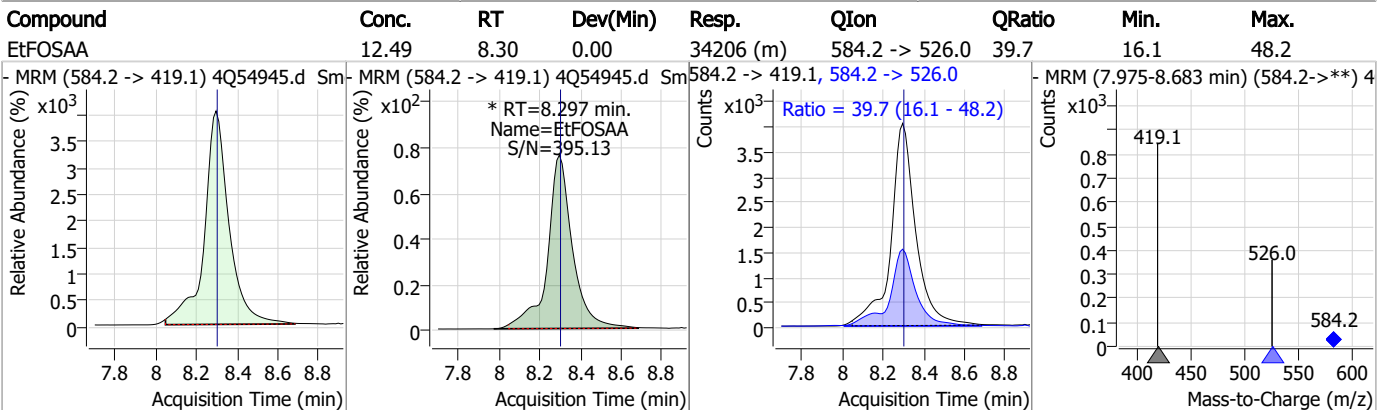 Compound Conc. RT Dev(Min) Resp. QIon QRatio Min. Max.
EtFOSAA 12.49 8.30 0.00 34206 (m) 584.2 -> 526.0 39.7 16.1 48.2
- MRM (584.2 -> 419.1) 4Q54945.d Sm
x10³
Relative Abundance (%)
3.5
3
2.5
2
1.5
1
0.5
0
7.8 8 8.2 8.4 8.6 8.8
Acquisition Time (min)
- MRM (584.2 -> 419.1) 4Q54945.d Sm
x10²
* RT=8.297 min.
Name=EtFOSAA
S/N=395.13
Relative Abundance (%)
0.8
0.6
0.4
0.2
0
7.8 8 8.2 8.4 8.6 8.8
Acquisition Time (min)
584.2 -> 419.1, 584.2 -> 526.0
x10³
Ratio = 39.7 (16.1 - 48.2)
Counts
3.5
3
2.5
2
1.5
1
0.5
0
7.8 8 8.2 8.4 8.6 8.8
Acquisition Time (min)
- MRM (7.975-8.683 min) (584.2->**) 4
x10³
Counts
419.1
526.0
584.2
0.8
0.7
0.6
0.5
0.4
0.3
0.2
0.1
0
400 450 500 550 600
Mass-to-Charge (m/z)